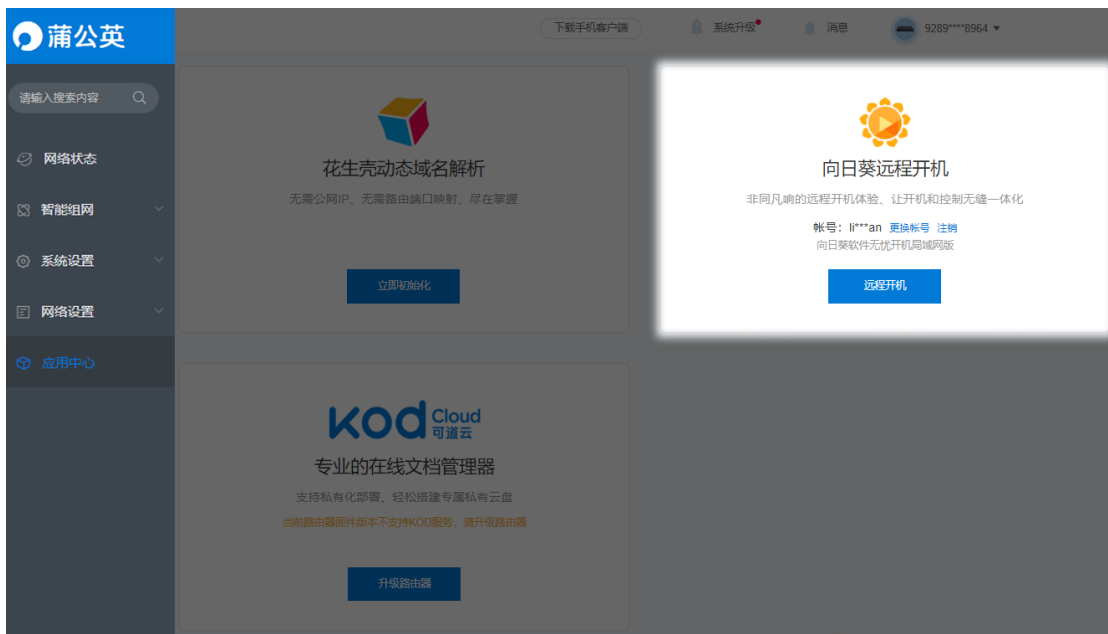 蒲公英
下载手机客户端
系统升级
消息
9289****8964
请输入搜索内容
网络状态
智能组网
系统设置
网络设置
应用中心
花生壳动态域名解析
无需公网IP、无需路由端口映射、尽在掌握
立即初始化
向日葵远程开机
非同凡响的远程开机体验、让开机和控制无缝一体化
帐号：li***an 更换帐号 注销
向日葵软件无忧开机局域网版
远程开机
kod Cloud
可道云
专业的在线文档管理器
支持私有化部署、轻松搭建专属私有云盘
当前路由器固件版本不支持KOD服务，请升级路由器
升级路由器